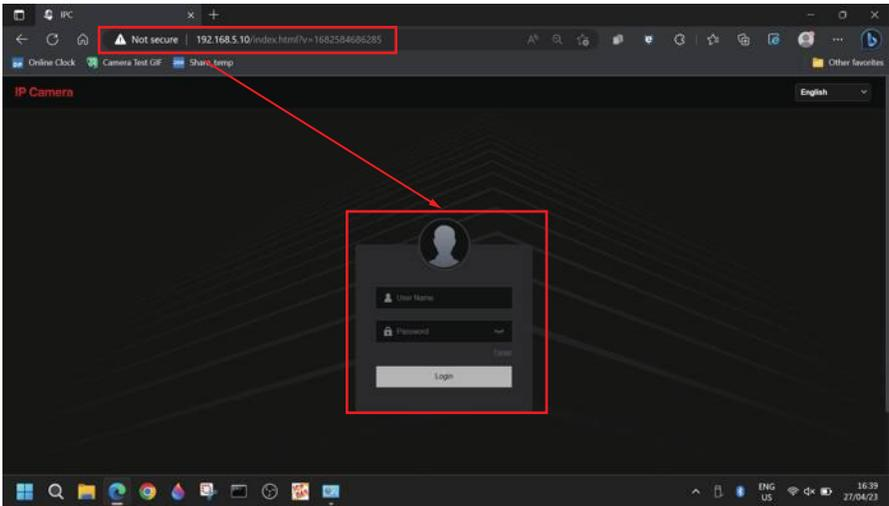 IPC
Not secure | 192.168.5.10/index.html?v=1682584686285
Online Clock Camera Test GIF Share_temp Other favorites
IP Camera English
User Name
Password
Login
ENG 16:39
US 27/04/23